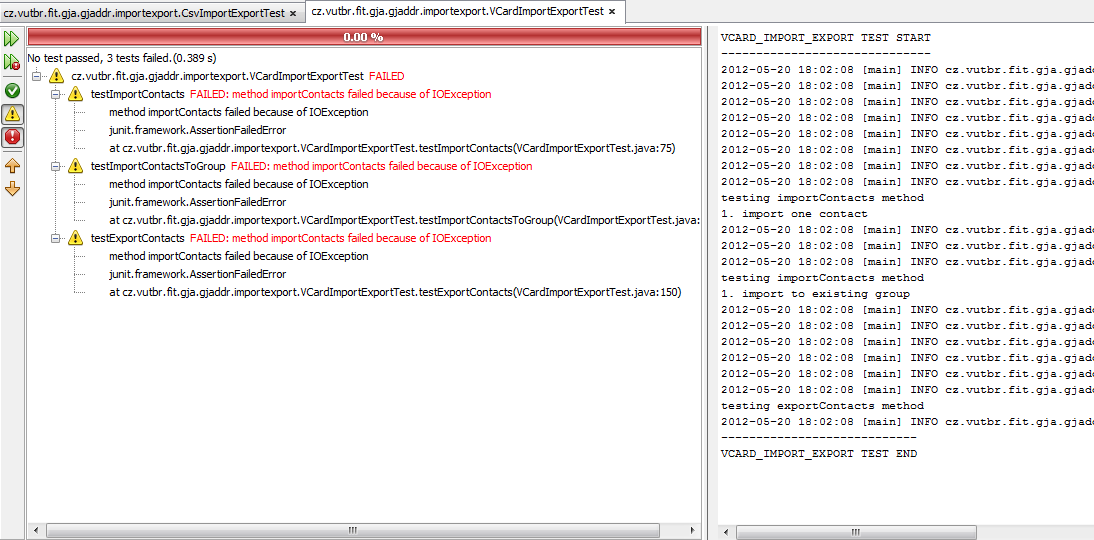 cz.vutbr.fit.gja.gjaddr.importexport.CsvImportExportTest
cz.vutbr.fit.gja.gjaddr.importexport.VCardImportExportTest
0.00 %
No test passed, 3 tests failed.(0.389 s)
cz.vutbr.fit.gja.gjaddr.importexport.VCardImportExportTest FAILED
testImportContacts FAILED: method importContacts failed because of IOException
method importContacts failed because of IOException
junit.framework.AssertionFailedError
at cz.vutbr.fit.gja.gjaddr.importexport.VCardImportExportTest.testImportContacts(VCardImportExportTest.java:75)
testImportContactsToGroup FAILED: method importContacts failed because of IOException
method importContacts failed because of IOException
junit.framework.AssertionFailedError
at cz.vutbr.fit.gja.gjaddr.importexport.VCardImportExportTest.testImportContactsToGroup(VCardImportExportTest.java:
testExportContacts FAILED: method importContacts failed because of IOException
method importContacts failed because of IOException
junit.framework.AssertionFailedError
at cz.vutbr.fit.gja.gjaddr.importexport.VCardImportExportTest.testExportContacts(VCardImportExportTest.java:150)
VCARD_IMPORT_EXPORT TEST START
------------------------------
2012-05-20 18:02:08 [main] INFO cz.vutbr.fit.gja.gjadd
2012-05-20 18:02:08 [main] INFO cz.vutbr.fit.gja.gjadd
2012-05-20 18:02:08 [main] INFO cz.vutbr.fit.gja.gjadd
2012-05-20 18:02:08 [main] INFO cz.vutbr.fit.gja.gjadd
2012-05-20 18:02:08 [main] INFO cz.vutbr.fit.gja.gjadd
2012-05-20 18:02:08 [main] INFO cz.vutbr.fit.gja.gjadd
2012-05-20 18:02:08 [main] INFO cz.vutbr.fit.gja.gjadd
2012-05-20 18:02:08 [main] INFO cz.vutbr.fit.gja.gjadd
testing importContacts method
1. import one contact
2012-05-20 18:02:08 [main] INFO cz.vutbr.fit.gja.gjadd
2012-05-20 18:02:08 [main] INFO cz.vutbr.fit.gja.gjadd
2012-05-20 18:02:08 [main] INFO cz.vutbr.fit.gja.gjadd
testing importContacts method
1. import to existing group
2012-05-20 18:02:08 [main] INFO cz.vutbr.fit.gja.gjadd
2012-05-20 18:02:08 [main] INFO cz.vutbr.fit.gja.gjadd
2012-05-20 18:02:08 [main] INFO cz.vutbr.fit.gja.gjadd
2012-05-20 18:02:08 [main] INFO cz.vutbr.fit.gja.gjadd
2012-05-20 18:02:08 [main] INFO cz.vutbr.fit.gja.gjadd
2012-05-20 18:02:08 [main] INFO cz.vutbr.fit.gja.gjadd
testing exportContacts method
2012-05-20 18:02:08 [main] INFO cz.vutbr.fit.gja.gjadd
----------------------------
VCARD_IMPORT_EXPORT TEST END